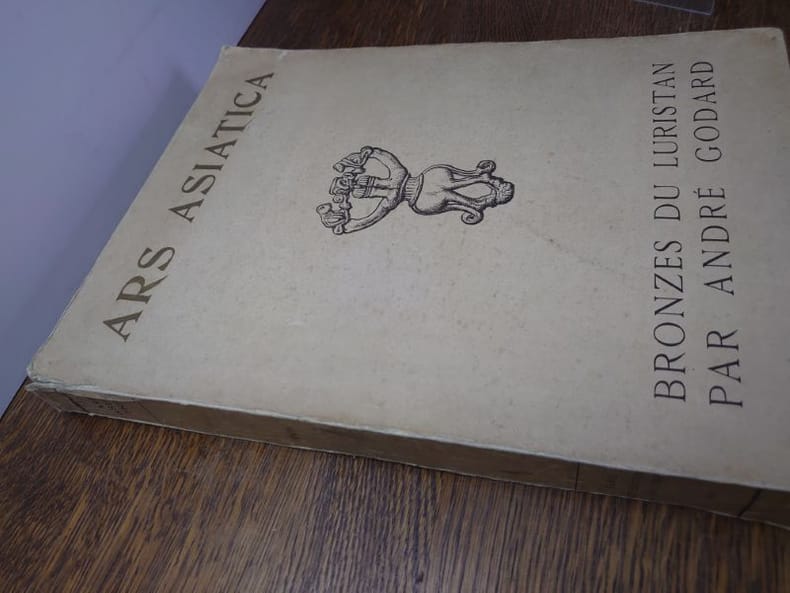 ARS ASIATICA
BRONZES DU LURISTAN
PAR ANDRÉ GODARD